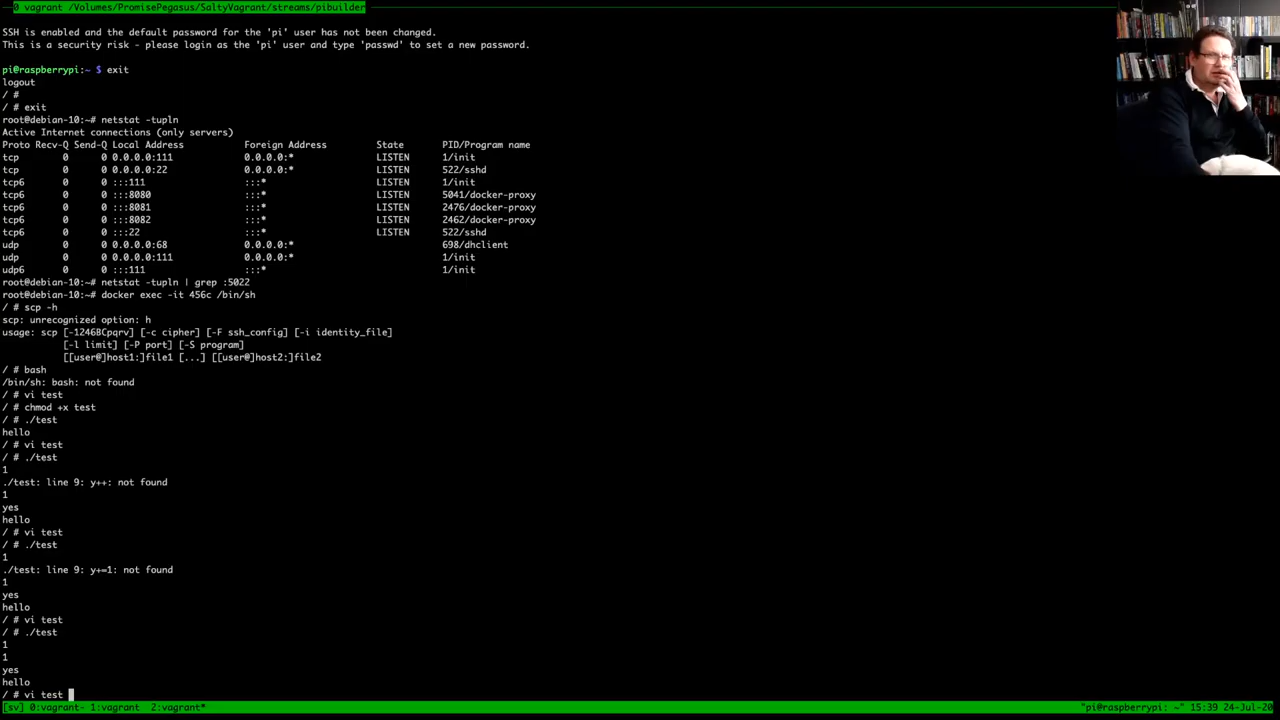 0 vagrant /Volumes/PromisePegasus/SaltyVagrant/streams/pibuilder
SSH is enabled and the default password for the 'pi' user has not been changed.
This is a security risk - please login as the 'pi' user and type 'passwd' to set a new password.
pi@raspberrypi:~ $ exit
logout
/ #
/ # exit
root@debian-10:~# netstat -tupln
Active Internet connections (only servers)
Proto Recv-Q Send-Q Local Address           Foreign Address         State       PID/Program name
tcp        0      0 0.0.0.0:111             0.0.0.0:*               LISTEN      1/init
tcp        0      0 0.0.0.0:22              0.0.0.0:*               LISTEN      522/sshd
tcp6       0      0 :::111                  :::*                    LISTEN      1/init
tcp6       0      0 :::8080                 :::*                    LISTEN      5041/docker-proxy
tcp6       0      0 :::8081                 :::*                    LISTEN      2476/docker-proxy
tcp6       0      0 :::8082                 :::*                    LISTEN      2462/docker-proxy
tcp6       0      0 :::22                   :::*                    LISTEN      522/sshd
udp        0      0 0.0.0.0:68              0.0.0.0:*                           698/dhclient
udp        0      0 0.0.0.0:111             0.0.0.0:*                           1/init
udp6       0      0 :::111                  :::*                                1/init
root@debian-10:~# netstat -tupln | grep :5022
root@debian-10:~# docker exec -it 456c /bin/sh
/ # scp -h
scp: unrecognized option: h
usage: scp [-1246BCpqrv] [-c cipher] [-F ssh_config] [-i identity_file]
           [-l limit] [-P port] [-S program]
           [[user@]host1:]file1 [...] [[user@]host2:]file2
/ # bash
/bin/sh: bash: not found
/ # vi test
/ # chmod +x test
/ # ./test
hello
/ # vi test
/ # ./test
1
./test: line 9: y++: not found
1
yes
hello
/ # vi test
/ # ./test
1
./test: line 9: y+=1: not found
1
yes
hello
/ # vi test
/ # ./test
1
1
yes
hello
/ # vi test
[sv] 0:vagrant- 1:vagrant  2:vagrant* "pi@raspberrypi: ~" 15:39 24-Jul-20